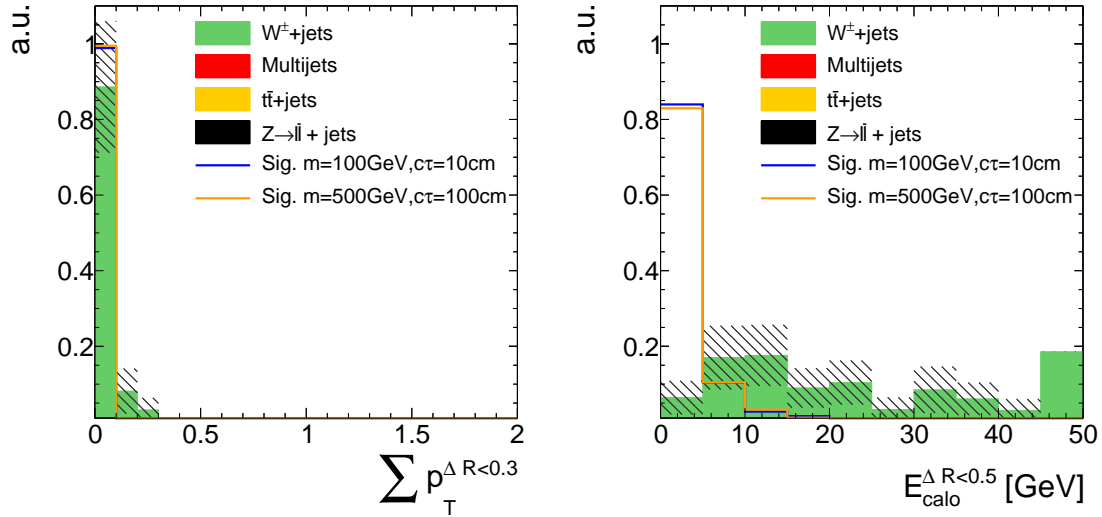 a.u.
1
0.8
0.6
0.4
0.2
0 0.5 1 1.5 2
∑ p_T^{Δ R<0.3}
W±+jets
Multijets
tt̄+jets
Z→ll̄ + jets
Sig. m=100GeV,cτ=10cm
Sig. m=500GeV,cτ=100cm
a.u.
1
0.8
0.6
0.4
0.2
0 10 20 30 40 50
E_calo^{Δ R<0.5} [GeV]
W±+jets
Multijets
tt̄+jets
Z→ll̄ + jets
Sig. m=100GeV,cτ=10cm
Sig. m=500GeV,cτ=100cm